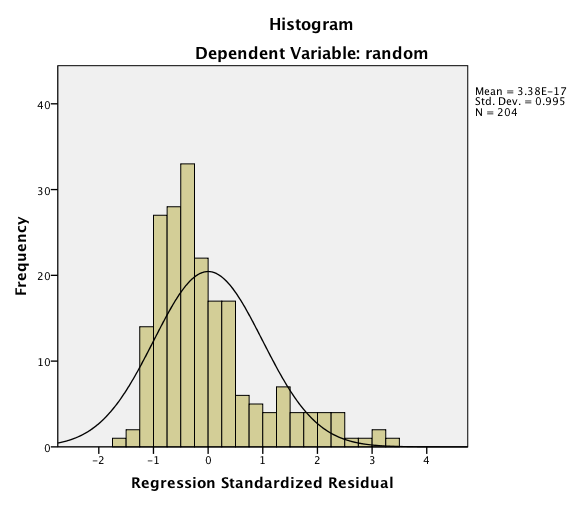 Histogram
Dependent Variable: random
Mean = 3.38E-17
Std. Dev. = 0.995
N = 204
40
30
20
10
0
Frequency
-2 -1 0 1 2 3 4
Regression Standardized Residual